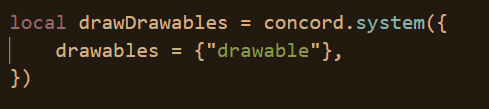 local drawDrawables = concord.system({
    drawables = {"drawable"},
})